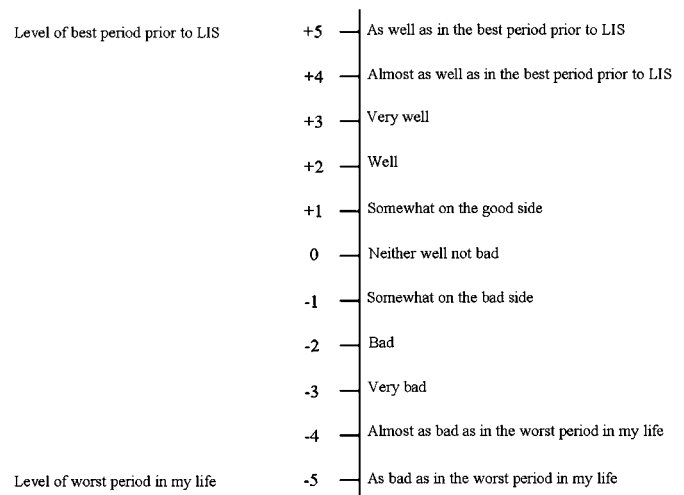 Level of best period prior to LIS +5 As well as in the best period prior to LIS
+4 Almost as well as in the best period prior to LIS
+3 Very well
+2 Well
+1 Somewhat on the good side
0 Neither well not bad
-1 Somewhat on the bad side
-2 Bad
-3 Very bad
-4 Almost as bad as in the worst period in my life
Level of worst period in my life -5 As bad as in the worst period in my life